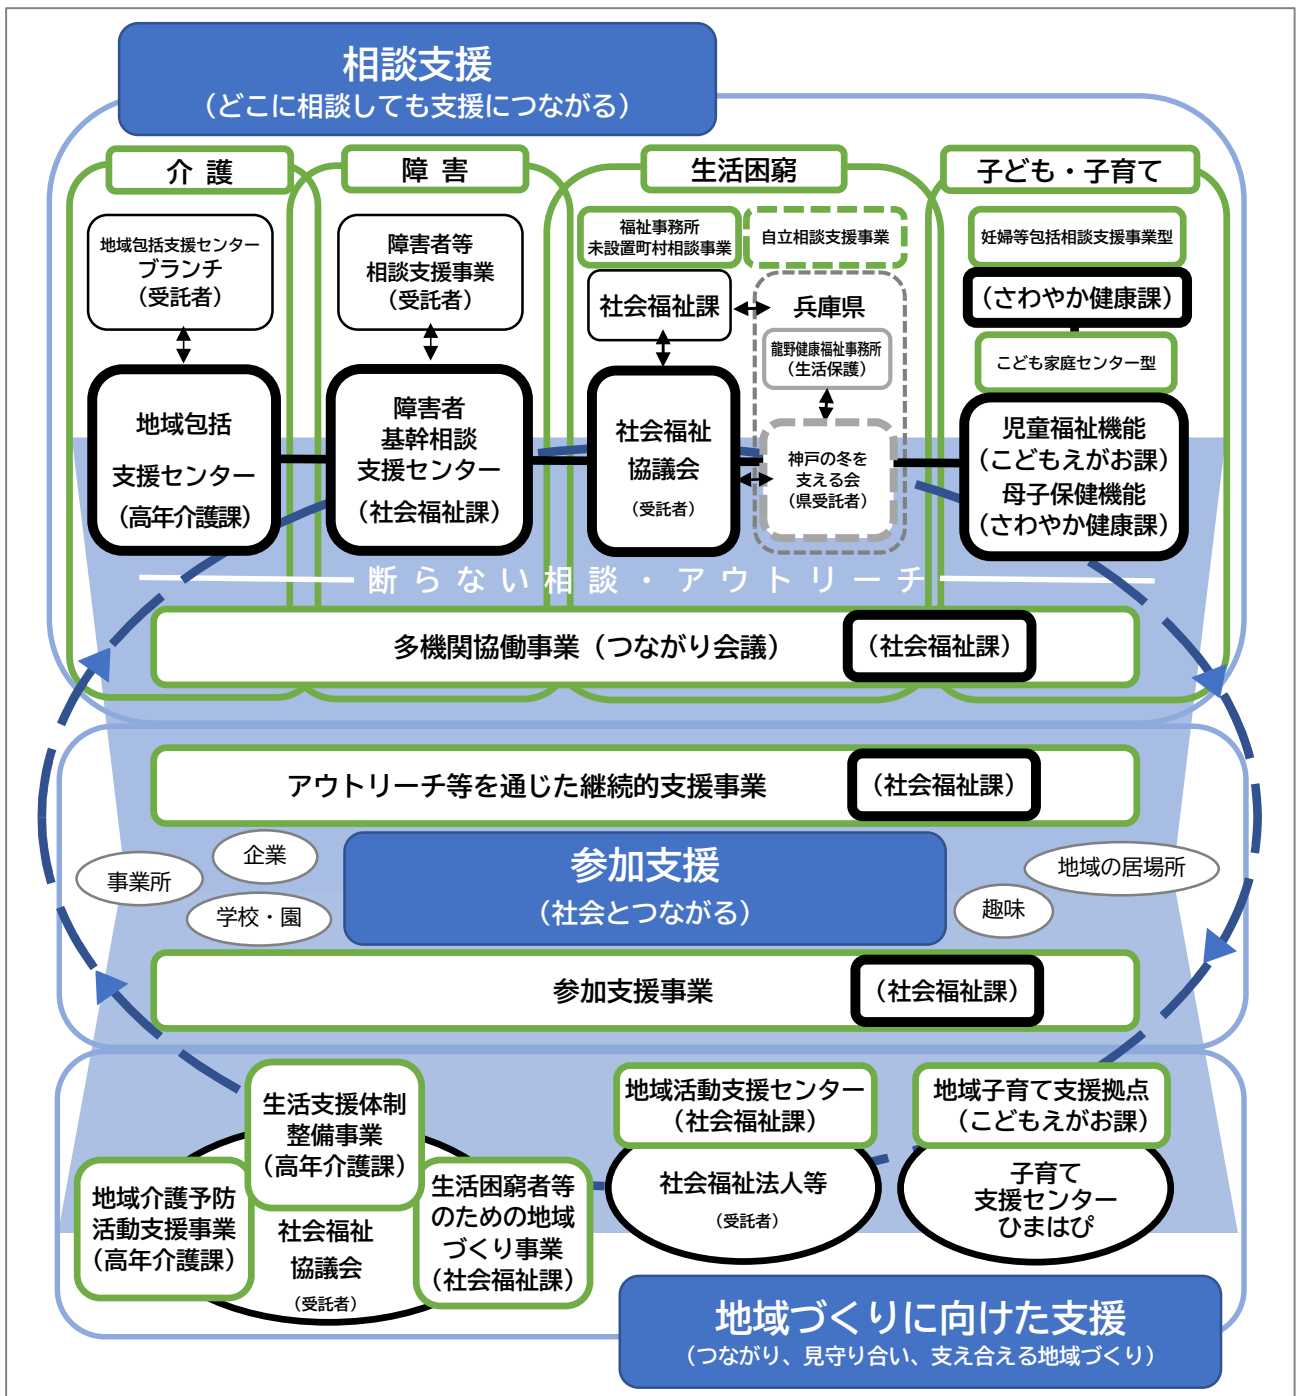 相談支援
（どこに相談しても支援につながる）
介 護
障 害
生活困窮
子ども・子育て
地域包括支援センター
ブランチ
（受託者）
障害者等
相談支援事業
（受託者）
福祉事務所
未設置町村相談事業
自立相談支援事業
妊婦等包括相談支援事業型
社会福祉課
兵庫県
（さわやか健康課）
龍野健康福祉事務所
（生活保護）
こども家庭センター型
地域包括
支援センター
（高年介護課）
障害者
基幹相談
支援センター
（社会福祉課）
社会福祉
協議会
（受託者）
神戸の冬を
支える会
（県受託者）
児童福祉機能
（こどもえがお課）
母子保健機能
（さわやか健康課）
断らない相談・アウトリーチ
多機関協働事業（つながり会議）
（社会福祉課）
アウトリーチ等を通じた継続的支援事業
（社会福祉課）
参加支援
（社会とつながる）
事業所
企業
学校・園
趣味
地域の居場所
参加支援事業
（社会福祉課）
生活支援体制
整備事業
（高年介護課）
地域介護予防
活動支援事業
（高年介護課）
社会福祉
協議会
（受託者）
生活困窮者等
のための地域
づくり事業
（社会福祉課）
地域活動支援センター
（社会福祉課）
社会福祉法人等
（受託者）
地域子育て支援拠点
（こどもえがお課）
子育て
支援センター
ひまはぴ
地域づくりに向けた支援
（つながり、見守り合い、支え合える地域づくり）